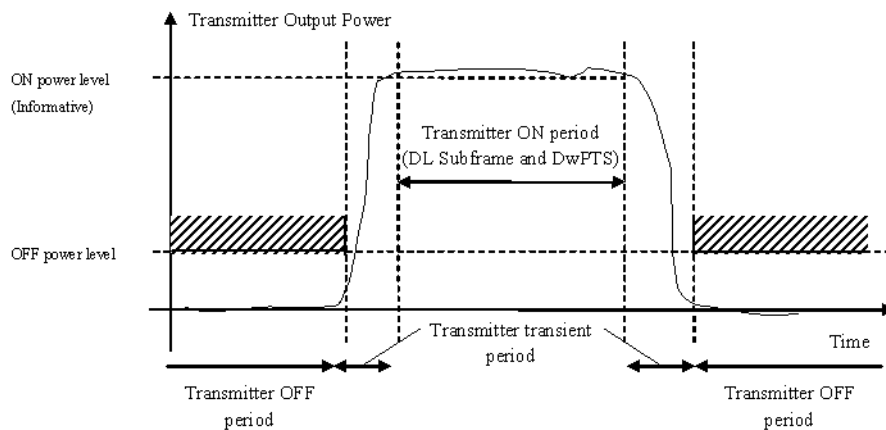 Transmitter Output Power
ON power level
(Informative)
Transmitter ON period
(DL Subframe and DwPTS)
OFF power level
Transmitter transient
period
Time
Transmitter OFF
period
Transmitter OFF
period